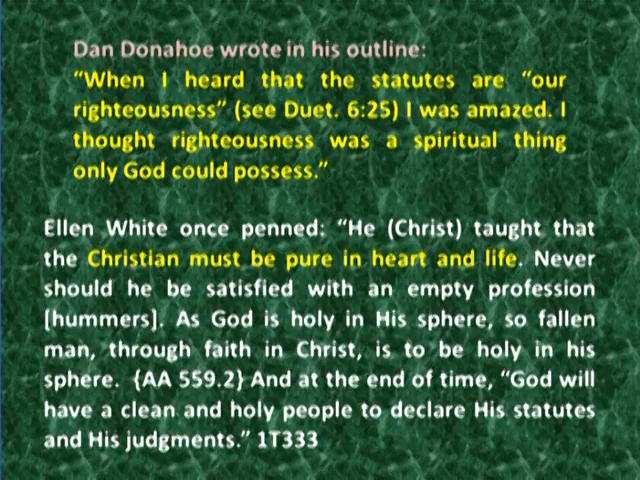 Dan Donahoe wrote in his outline:
“When I heard that the statutes are “our
righteousness” (see Duet. 6:25) I was amazed. I
thought righteousness was a spiritual thing
only God could possess.”
Ellen White once penned: “He (Christ) taught that
the Christian must be pure in heart and life. Never
should he be satisfied with an empty profession
[hummers]. As God is holy in His sphere, so fallen
man, through faith in Christ, is to be holy in his
sphere. {AA 559.2} And at the end of time, “God will
have a clean and holy people to declare His statutes
and His judgments.” 1T333